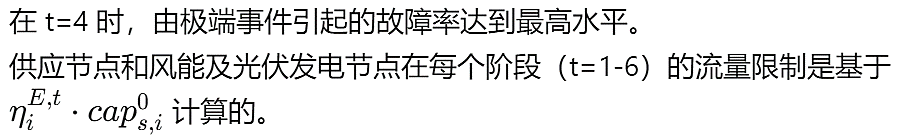 在 t=4 时，由极端事件引起的故障率达到最高水平。
供应节点和风能及光伏发电节点在每个阶段（t=1-6）的流量限制是基于
$\eta_i^{E,t} \cdot cap_{s,i}^0$ 计算的。